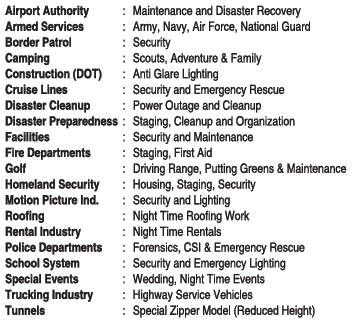 Airport Authority : Maintenance and Disaster Recovery
Armed Services : Army, Navy, Air Force, National Guard
Border Patrol : Security
Camping : Scouts, Adventure & Family
Construction (DOT) : Anti Glare Lighting
Cruise Lines : Security and Emergency Rescue
Disaster Cleanup : Power Outage and Cleanup
Disaster Preparedness : Staging, Cleanup and Organization
Facilities : Security and Maintenance
Fire Departments : Staging, First Aid
Golf : Driving Range, Putting Greens & Maintenance
Homeland Security : Housing, Staging, Security
Motion Picture Ind. : Security and Lighting
Roofing : Night Time Roofing Work
Rental Industry : Night Time Rentals
Police Departments : Forensics, CSI & Emergency Rescue
School System : Security and Emergency Lighting
Special Events : Wedding, Night Time Events
Trucking Industry : Highway Service Vehicles
Tunnels : Special Zipper Model (Reduced Height)